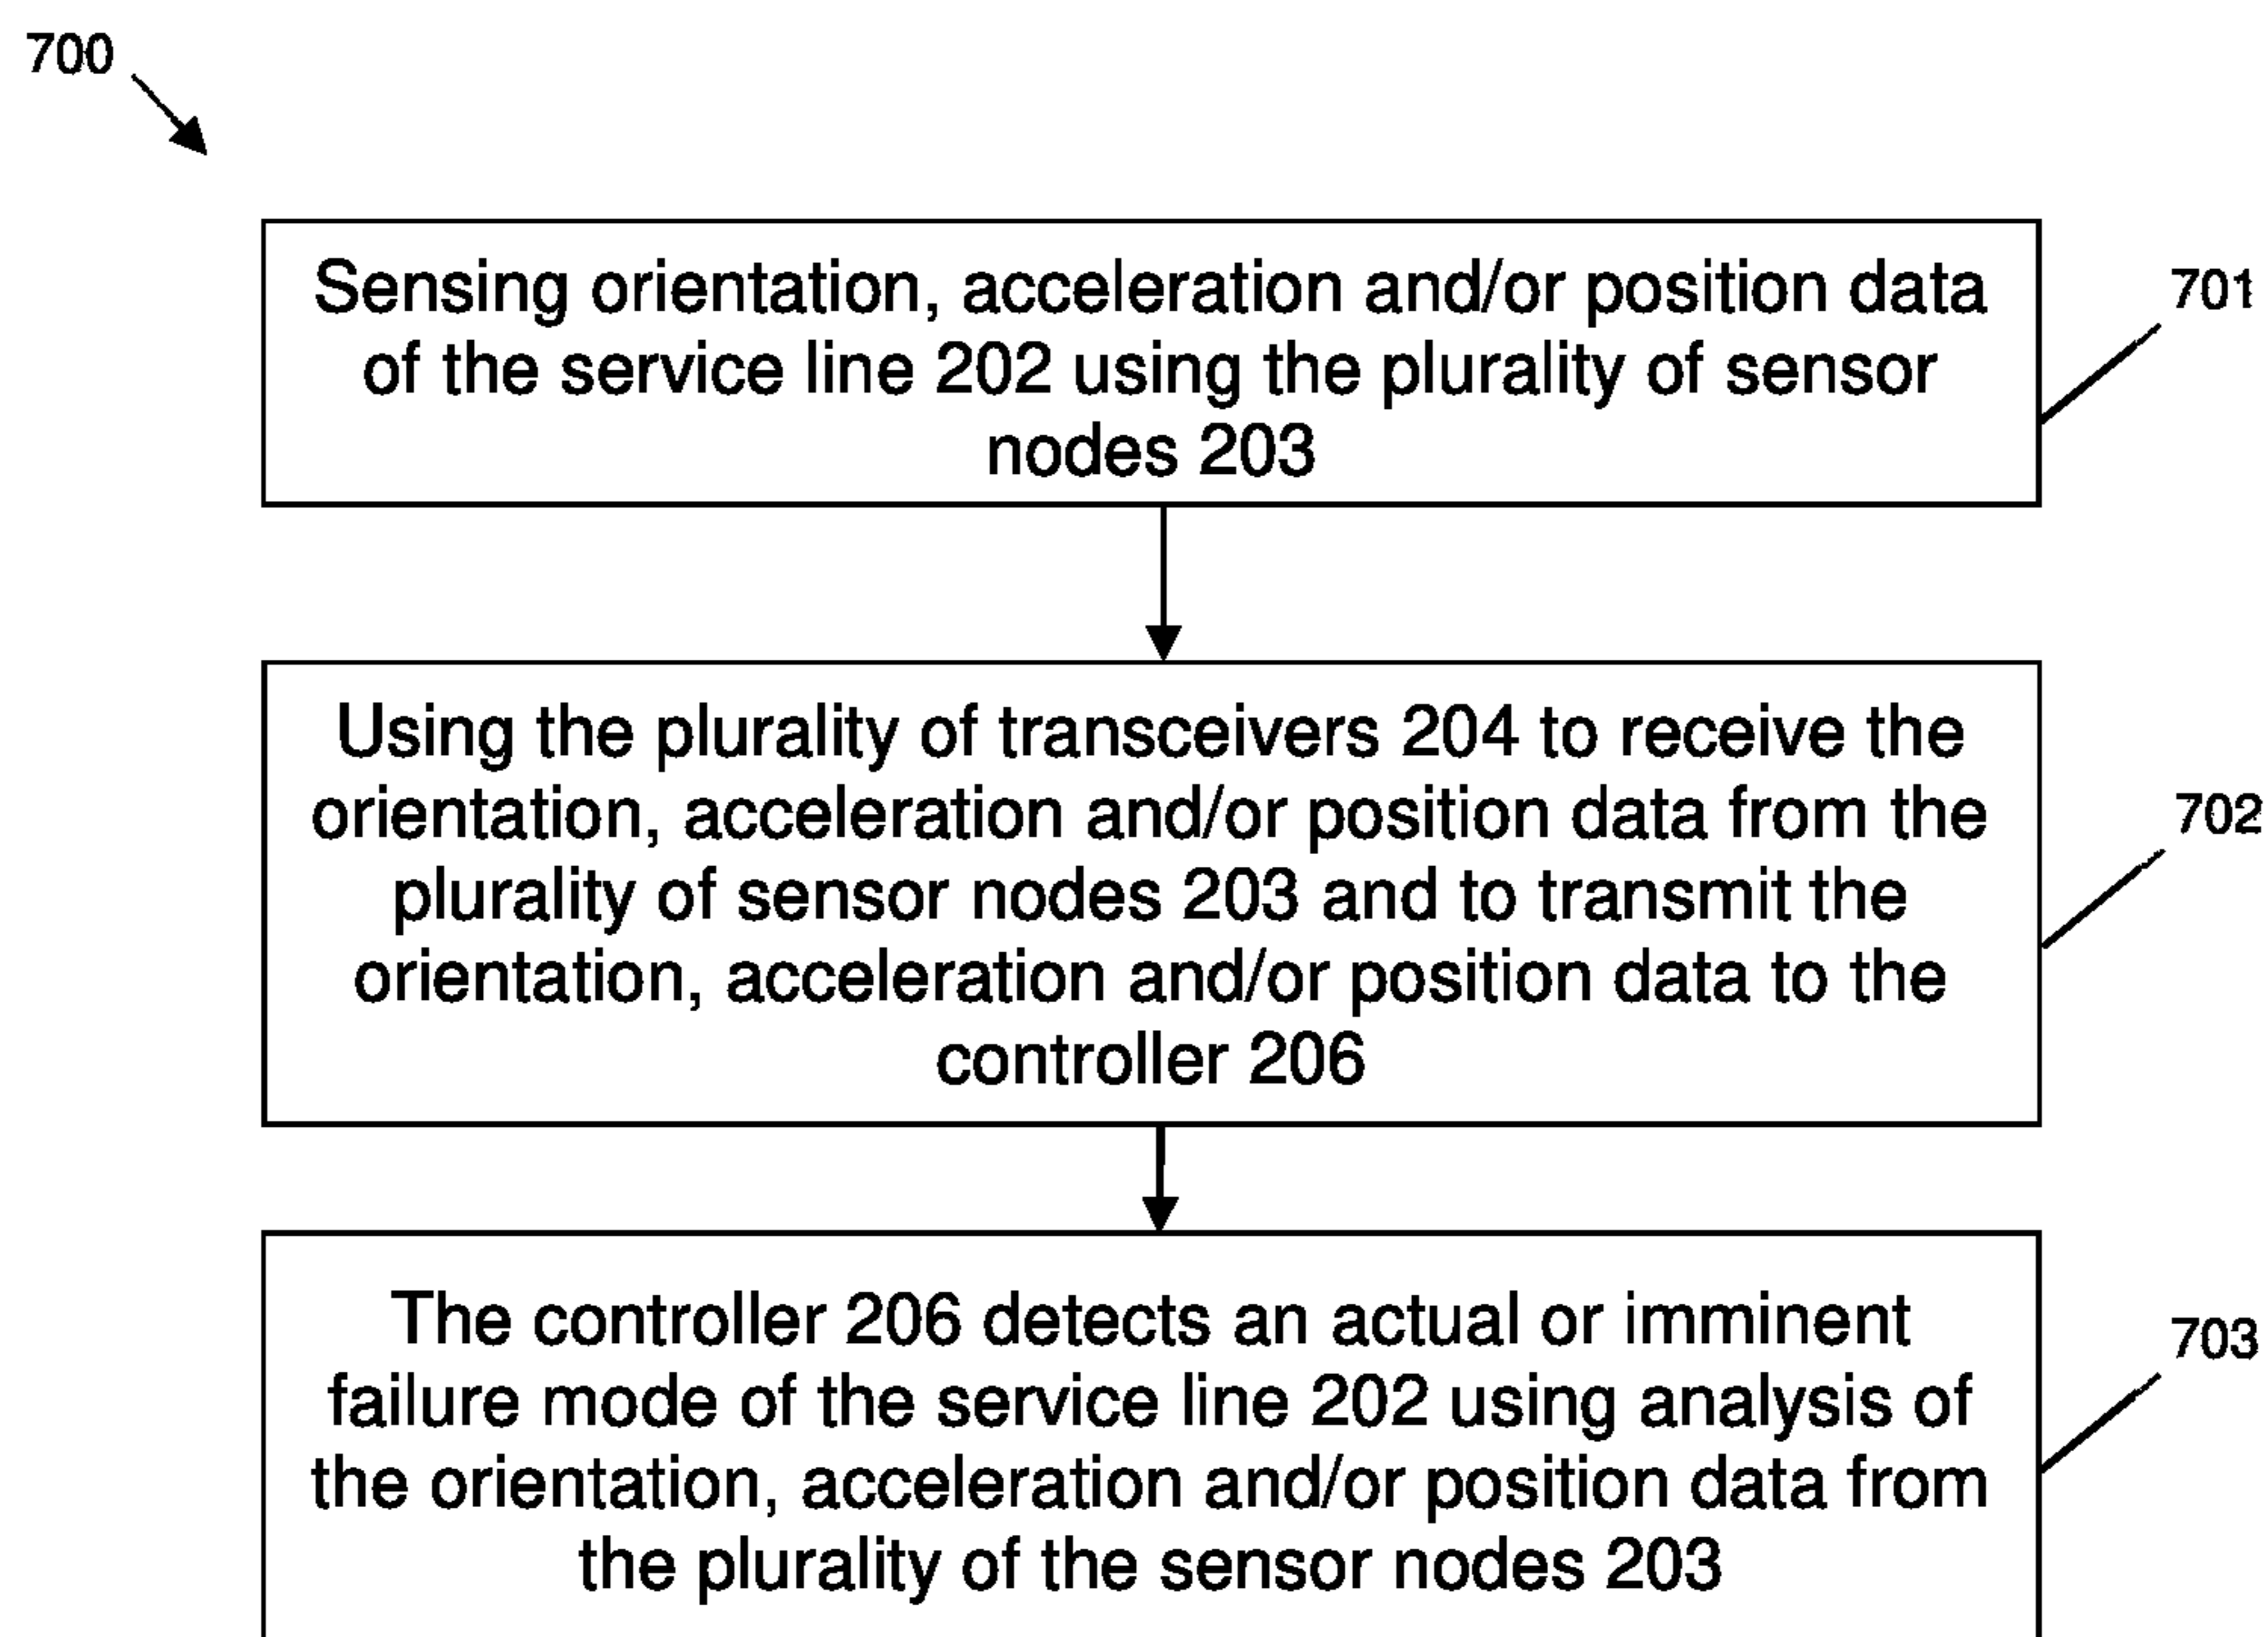 700
Sensing orientation, acceleration and/or position data
of the service line 202 using the plurality of sensor
nodes 203
701
Using the plurality of transceivers 204 to receive the
orientation, acceleration and/or position data from the
plurality of sensor nodes 203 and to transmit the
orientation, acceleration and/or position data to the
controller 206
702
The controller 206 detects an actual or imminent
failure mode of the service line 202 using analysis of
the orientation, acceleration and/or position data from
the plurality of the sensor nodes 203
703